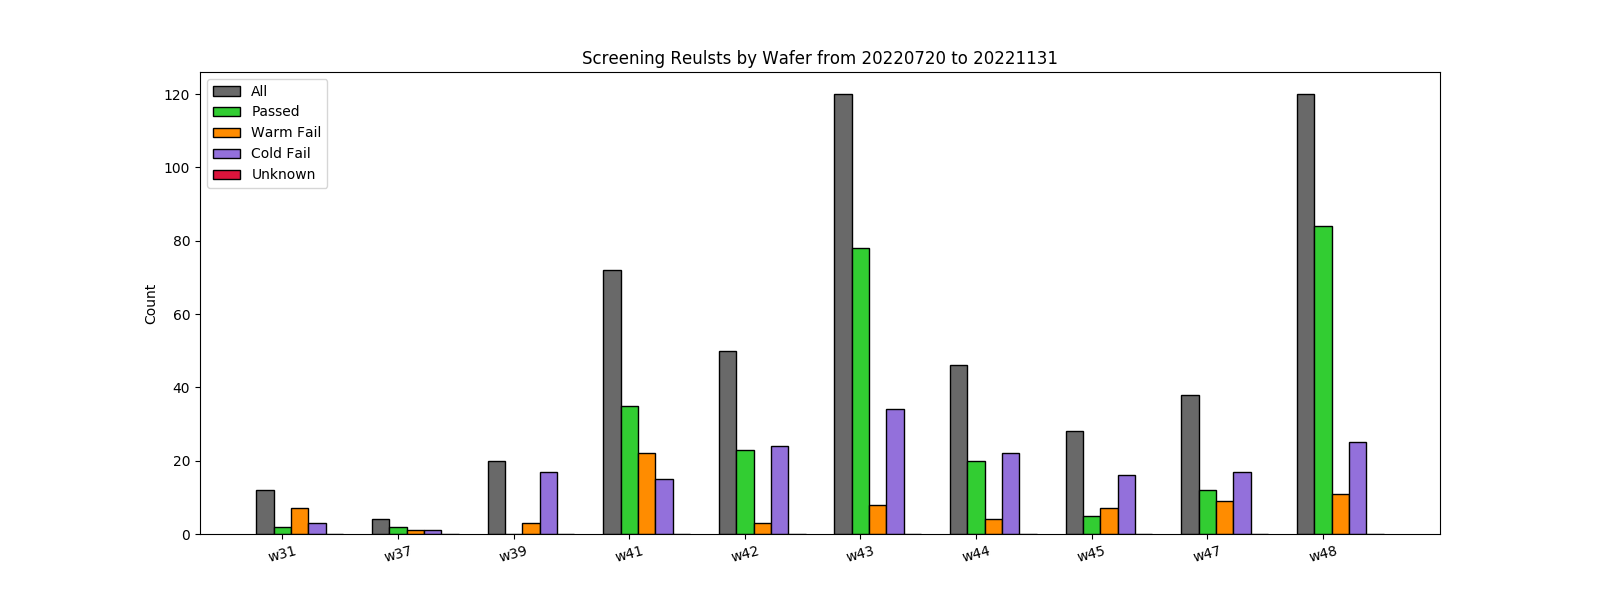 Screening Reulsts by Wafer from 20220720 to 20221131
All
Passed
Warm Fail
Cold Fail
Unknown
Count
120
100
80
60
40
20
0
w31 w37 w39 w41 w42 w43 w44 w45 w47 w48